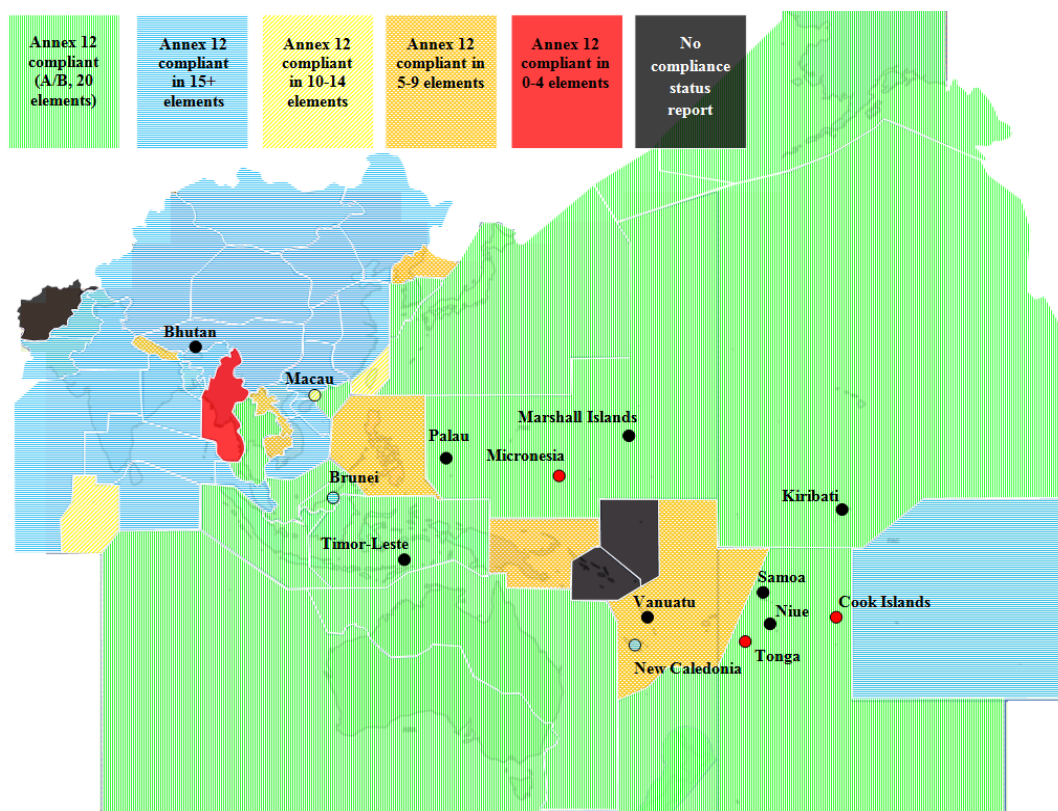 Annex 12
compliant
(A/B, 20
elements)
Annex 12
compliant
in 15+
elements
Annex 12
compliant
in 10-14
elements
Annex 12
compliant in
5-9 elements
Annex 12
compliant in
0-4 elements
No
compliance
status
report
Bhutan
Macau
Marshall Islands
Palau
Micronesia
Brunei
Kiribati
Timor-Leste
Samoa
Vanuatu
Niue
Cook Islands
New Caledonia
Tonga